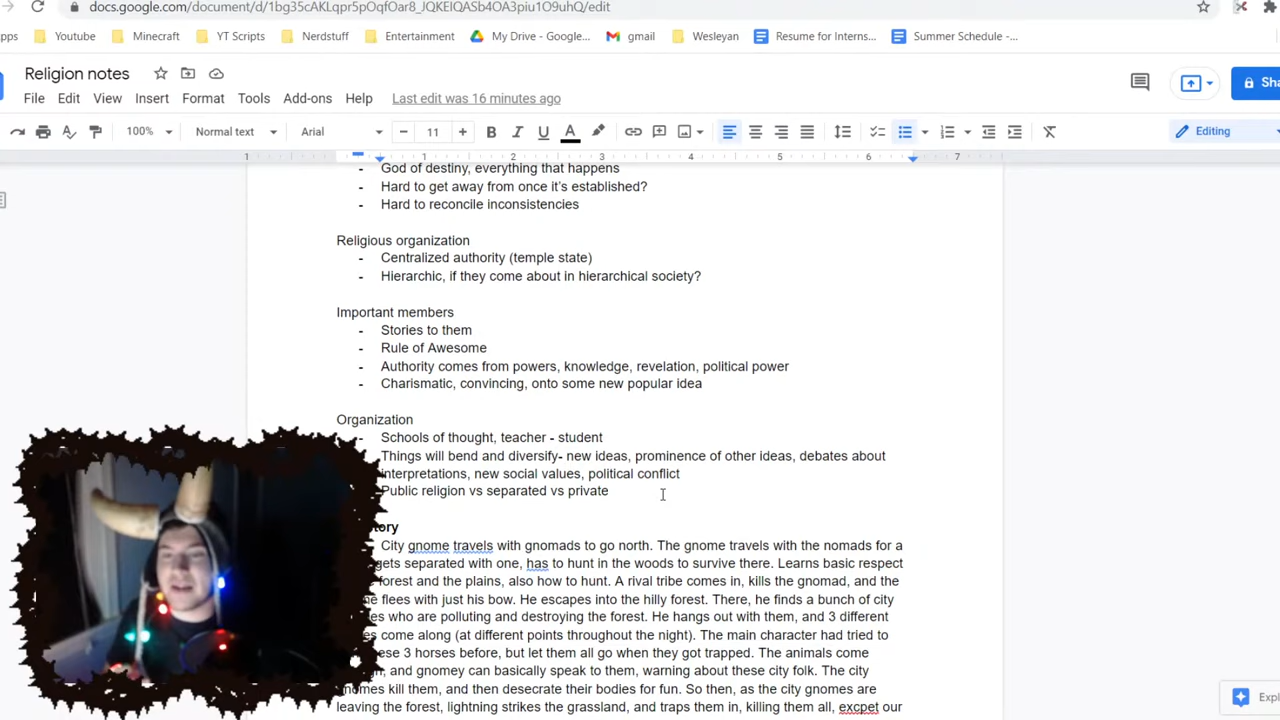 docs.google.com/document/d/1bg35cAKLqpr5pOqfOar8_JQKEIQASb4OA3piu1O9uhQ/edit
Youtube Minecraft YT Scripts Nerdstuff Entertainment My Drive - Google... gmail Wesleyan Resume for Interns... Summer Schedule -...
Religion notes
File Edit View Insert Format Tools Add-ons Help Last edit was 16 minutes ago
100% Normal text Arial 11 Editing
1 1 2 3 4 5 6 7
- God of destiny, everything that happens
- Hard to get away from once it's established?
- Hard to reconcile inconsistencies
Religious organization
- Centralized authority (temple state)
- Hierarchic, if they come about in hierarchical society?
Important members
- Stories to them
- Rule of Awesome
- Authority comes from powers, knowledge, revelation, political power
- Charismatic, convincing, onto some new popular idea
Organization
- Schools of thought, teacher - student
Things will bend and diversify- new ideas, prominence of other ideas, debates about
interpretations, new social values, political conflict
Public religion vs separated vs private
City gnome travels with gnomads to go north. The gnome travels with the nomads for a
gets separated with one, has to hunt in the woods to survive there. Learns basic respect
forest and the plains, also how to hunt. A rival tribe comes in, kills the gnomad, and the
flees with just his bow. He escapes into the hilly forest. There, he finds a bunch of city
who are polluting and destroying the forest. He hangs out with them, and 3 different
come along (at different points throughout the night). The main character had tried to
3 horses before, but let them all go when they got trapped. The animals come
and gnomey can basically speak to them, warning about these city folk. The city
kill them, and then desecrate their bodies for fun. So then, as the city gnomes are
leaving the forest, lightning strikes the grassland, and traps them in, killing them all, excpet our